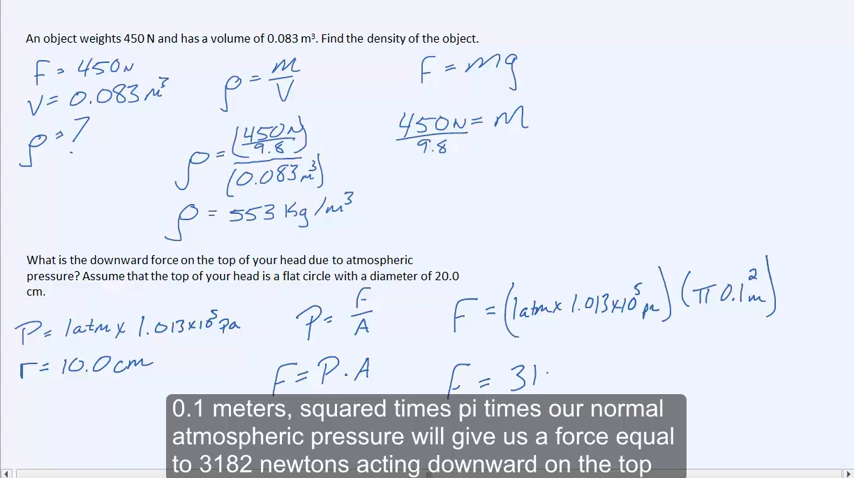 An object weights 450 N and has a volume of 0.083 m³. Find the density of the object.
F = 450N
V = 0.083 m³
ρ = ?
ρ = m/V
ρ = (450N/9.8)/(0.083 m³)
ρ = 553 kg/m³
F = mg
450N/9.8 = m
What is the downward force on the top of your head due to atmospheric
pressure? Assume that the top of your head is a flat circle with a diameter of 20.0
cm.
P = 1atm x 1.013x10⁵ pa
r = 10.0 cm
P = F/A
F = P · A
F = (1atm x 1.013x10⁵ pa) (π 0.1²m)
F = 31
0.1 meters, squared times pi times our normal
atmospheric pressure will give us a force equal
to 3182 newtons acting downward on the top